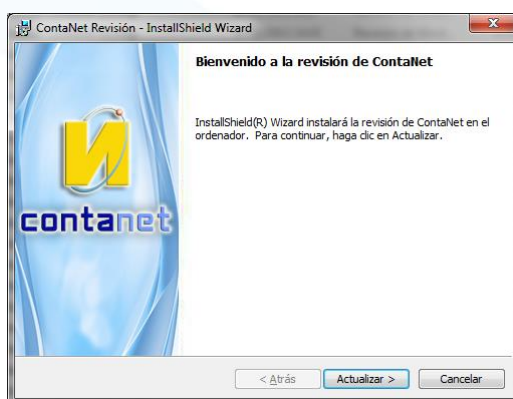 ContaNet Revisión - InstallShield Wizard
Bienvenido a la revisión de ContaNet
InstallShield(R) Wizard instalará la revisión de ContaNet en el
ordenador. Para continuar, haga clic en Actualizar.
contanet
< Atrás
Actualizar >
Cancelar